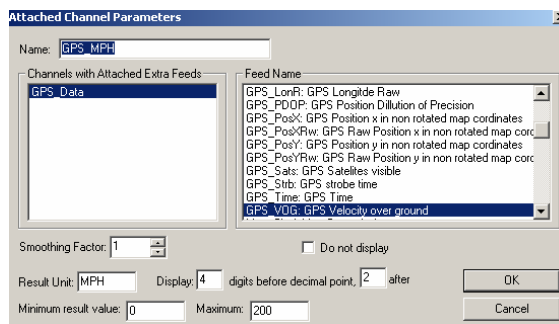 Attached Channel Parameters
Name: GPS_MPH
Channels with Attached Extra Feeds
GPS_Data
Feed Name
GPS_LonR: GPS Longitde Raw
GPS_PDOP: GPS Position Dillution of Precision
GPS_PosX: GPS Position x in non rotated map cordinates
GPS_PosXRw: GPS Raw Position x in non rotated map corc
GPS_PosY: GPS Position y in non rotated map cordinates
GPS_PosYRw: GPS Raw Position y in non rotated map corc
GPS_Sats: GPS Satelites visible
GPS_Strb: GPS strobe time
GPS_Time: GPS Time
GPS_VOG: GPS Velocity over ground
Smoothing Factor: 1
Do not display
Result Unit: MPH Display: 4 digits before decimal point, 2 after
OK
Minimum result value: 0 Maximum: 200
Cancel